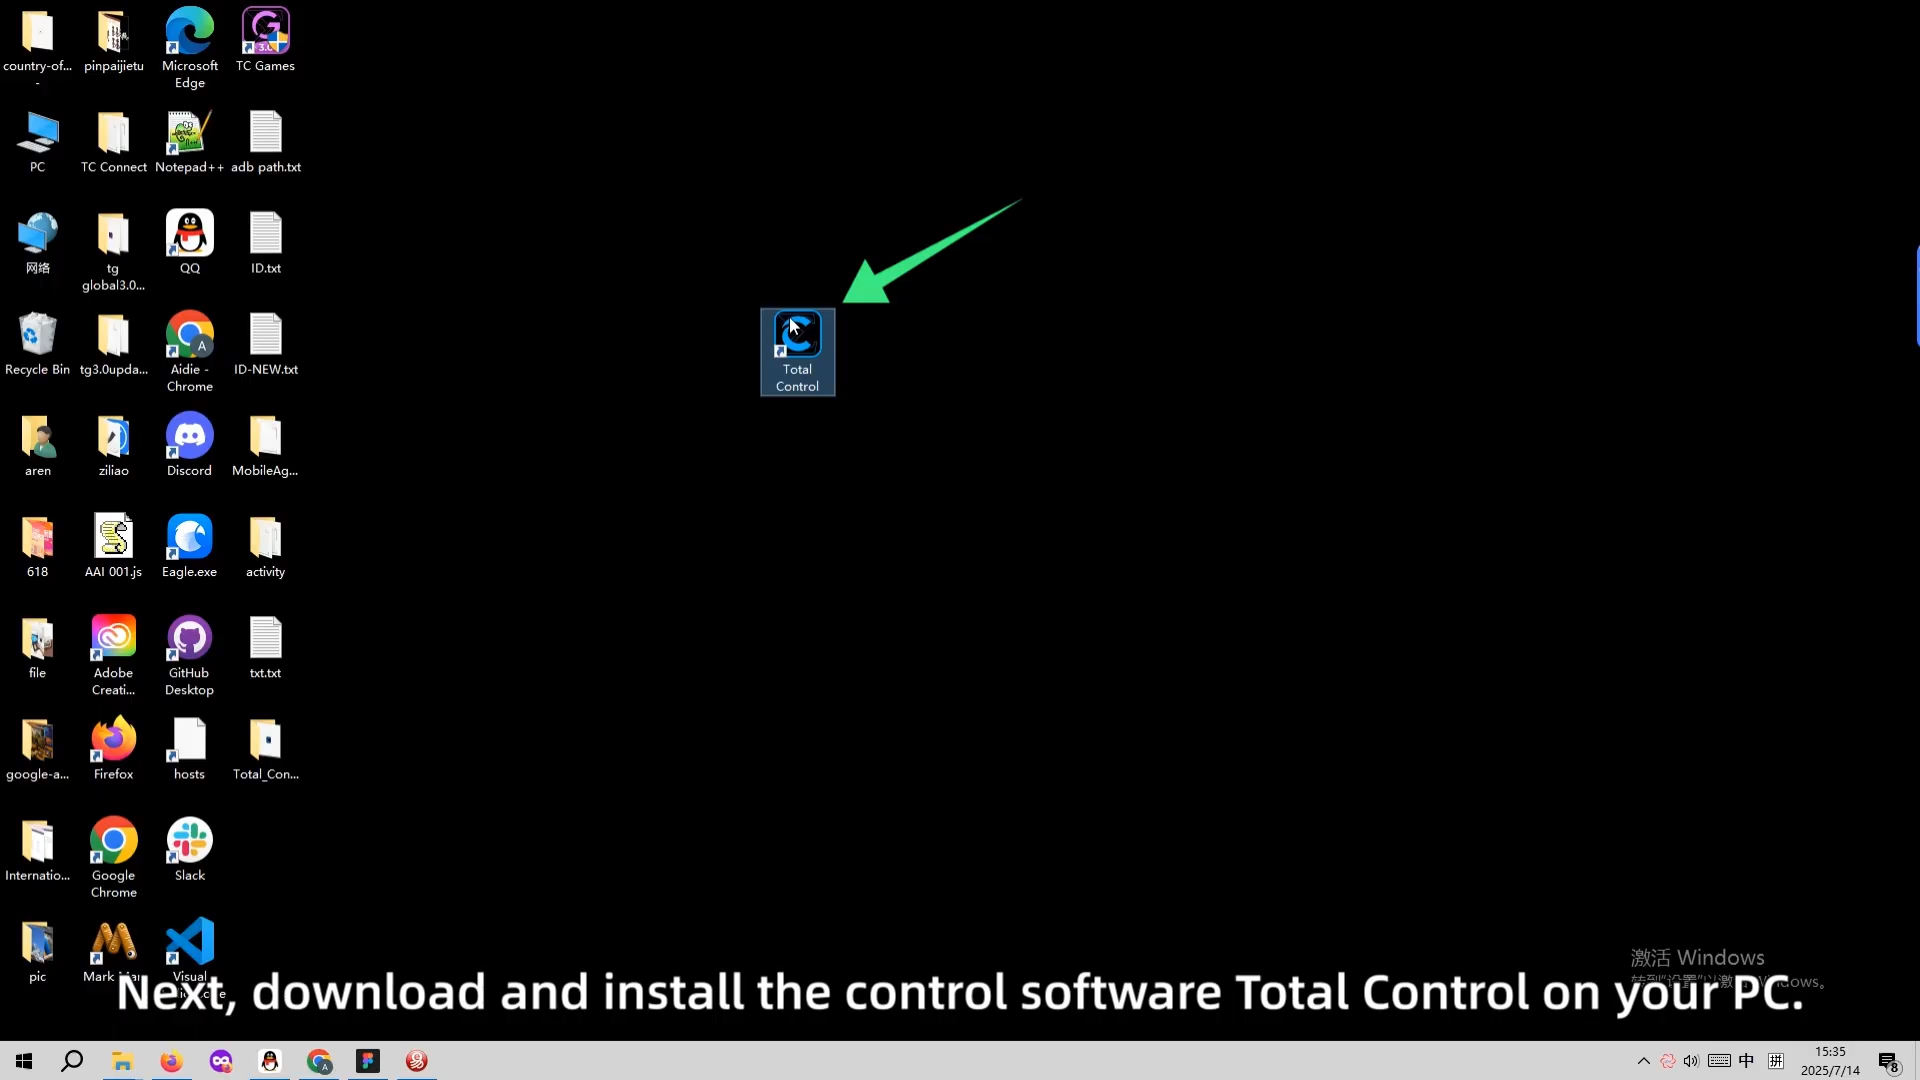 country-of...
-
pinpaijietu
Microsoft
Edge
TC Games
PC
TC Connect
Notepad++
adb path.txt
网络
tg
global3.0...
QQ
ID.txt
Recycle Bin
tg3.0upda...
Aidie -
Chrome
ID-NEW.txt
aren
ziliao
Discord
MobileAg...
618
AAI 001.js
Eagle.exe
activity
file
Adobe
Creati...
GitHub
Desktop
txt.txt
google-a...
Firefox
hosts
Total_Con...
Internatio...
Google
Chrome
Slack
pic
Mark
Visual
Total
Control
激活 Windows
Next, download and install the control software Total Control on your PC.
中
拼
15:35
2025/7/14
8